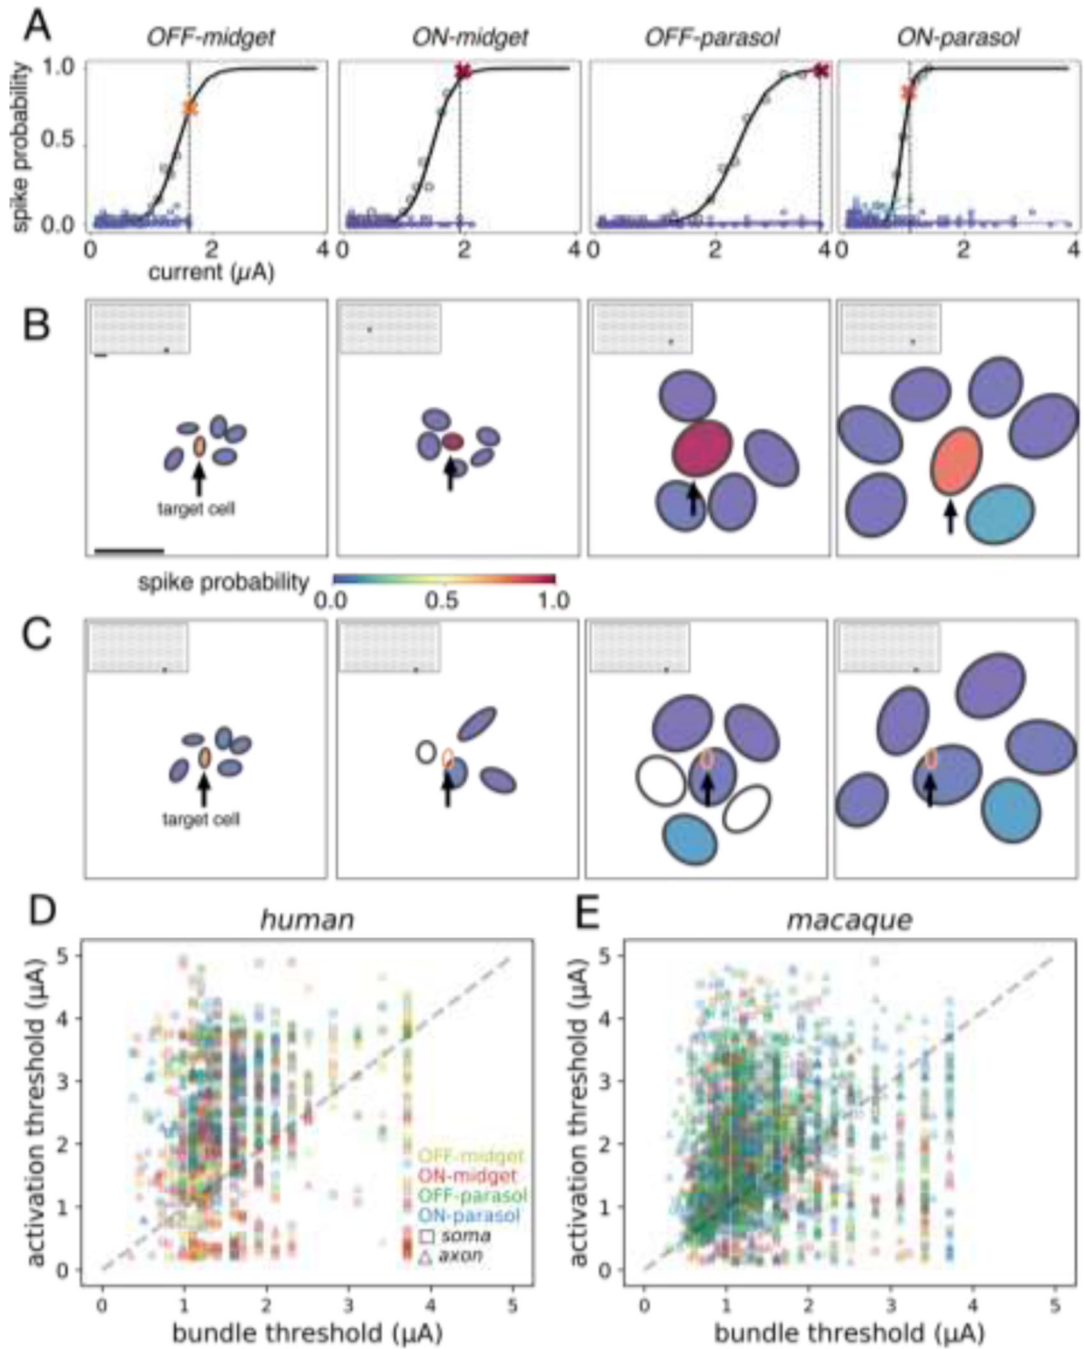 A
OFF-midget ON-midget OFF-parasol ON-parasol
spike probability
1.0
0.5
0.0
0 2 4 0 2 4 0 2 4 0 2 4
current (µA)
B
target cell
spike probability
0.0 0.5 1.0
C
target cell
D human
E macaque
activation threshold (µA)
5
4
3
2
1
0
OFF-midget
ON-midget
OFF-parasol
ON-parasol
soma
axon
0 1 2 3 4 5
bundle threshold (µA)
activation threshold (µA)
5
4
3
2
1
0
0 1 2 3 4 5
bundle threshold (µA)